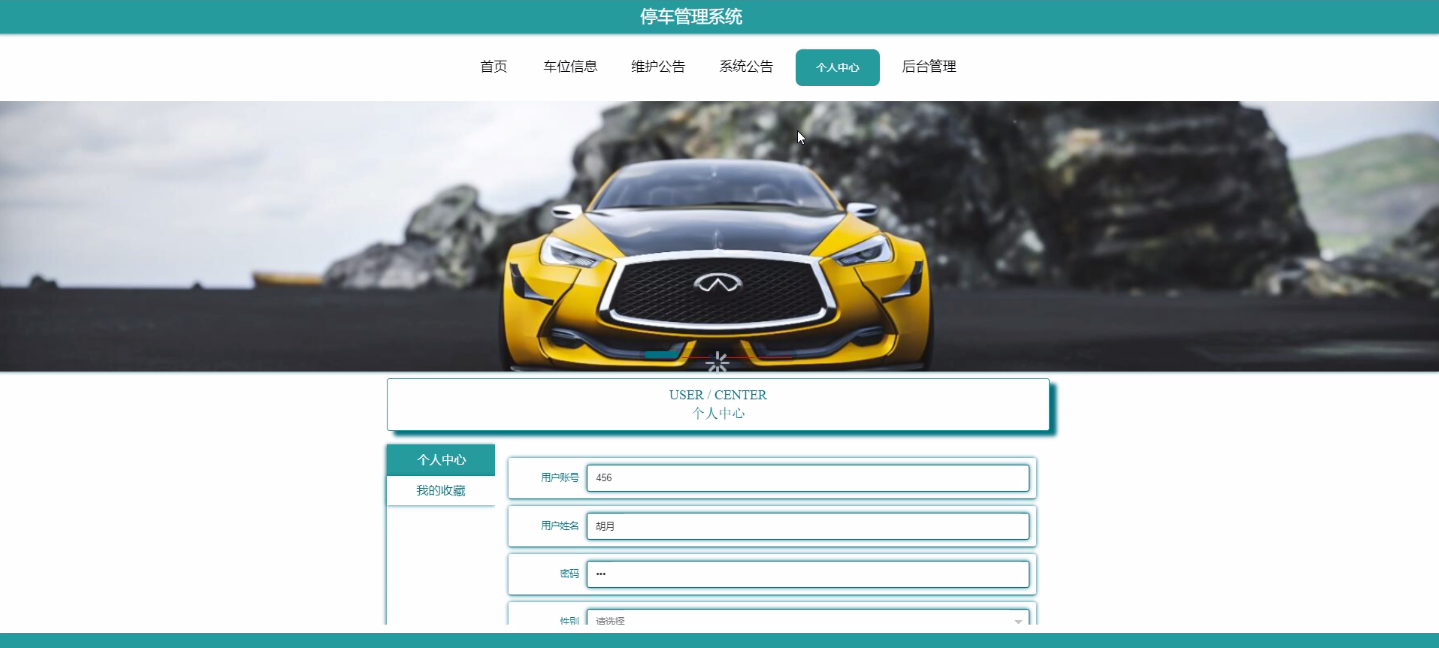 停车管理系统
首页 车位信息 维护公告 系统公告 个人中心 后台管理
USER / CENTER
个人中心
个人中心
我的收藏
用户账号 456
用户姓名 胡月
密码 •••
性别 请选择